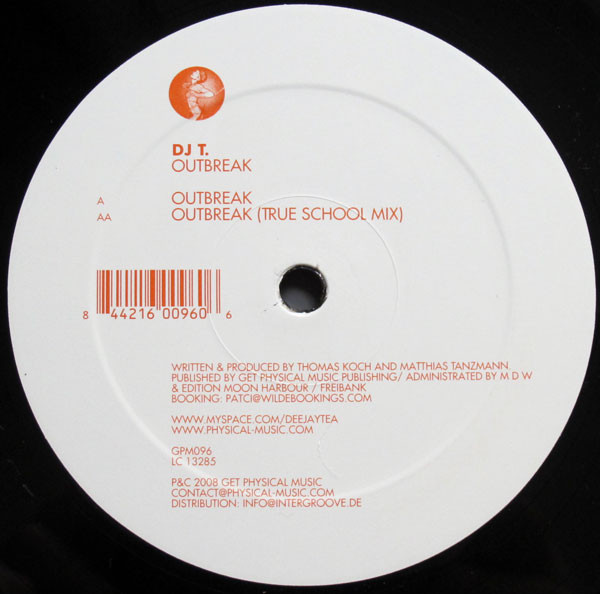 DJ T.
OUTBREAK
A OUTBREAK
AA OUTBREAK (TRUE SCHOOL MIX)
8 44216 00960 6
WRITTEN & PRODUCED BY THOMAS KOCH AND MATTHIAS TANZMANN.
PUBLISHED BY GET PHYSICAL MUSIC PUBLISHING/ ADMINISTRATED BY M D W
& EDITION MOON HARBOUR / FREIBANK
BOOKING: PATCI@WILDEBOOKINGS.COM
WWW.MYSPACE.COM/DEEJAYTEA
WWW.PHYSICAL-MUSIC.COM
GPM096
LC 13285
P&C 2008 GET PHYSICAL MUSIC
CONTACT@PHYSICAL-MUSIC.COM
DISTRIBUTION: INFO@INTERGROOVE.DE